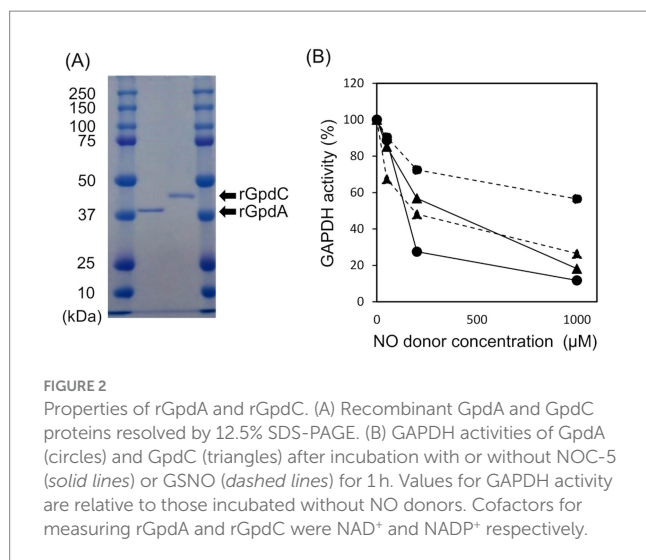 (A)
250
150
100
75
50
37
25
10
(kDa)
rGpdC
rGpdA
(B)
120
100
80
60
40
20
0
GAPDH activity (%)
0
500
1000
NO donor concentration (µM)
FIGURE 2
Properties of rGpdA and rGpdC. (A) Recombinant GpdA and GpdC
proteins resolved by 12.5% SDS-PAGE. (B) GAPDH activities of GpdA
(circles) and GpdC (triangles) after incubation with or without NOC-5
(solid lines) or GSNO (dashed lines) for 1 h. Values for GAPDH activity
are relative to those incubated without NO donors. Cofactors for
measuring rGpdA and rGpdC were NAD⁺ and NADP⁺ respectively.